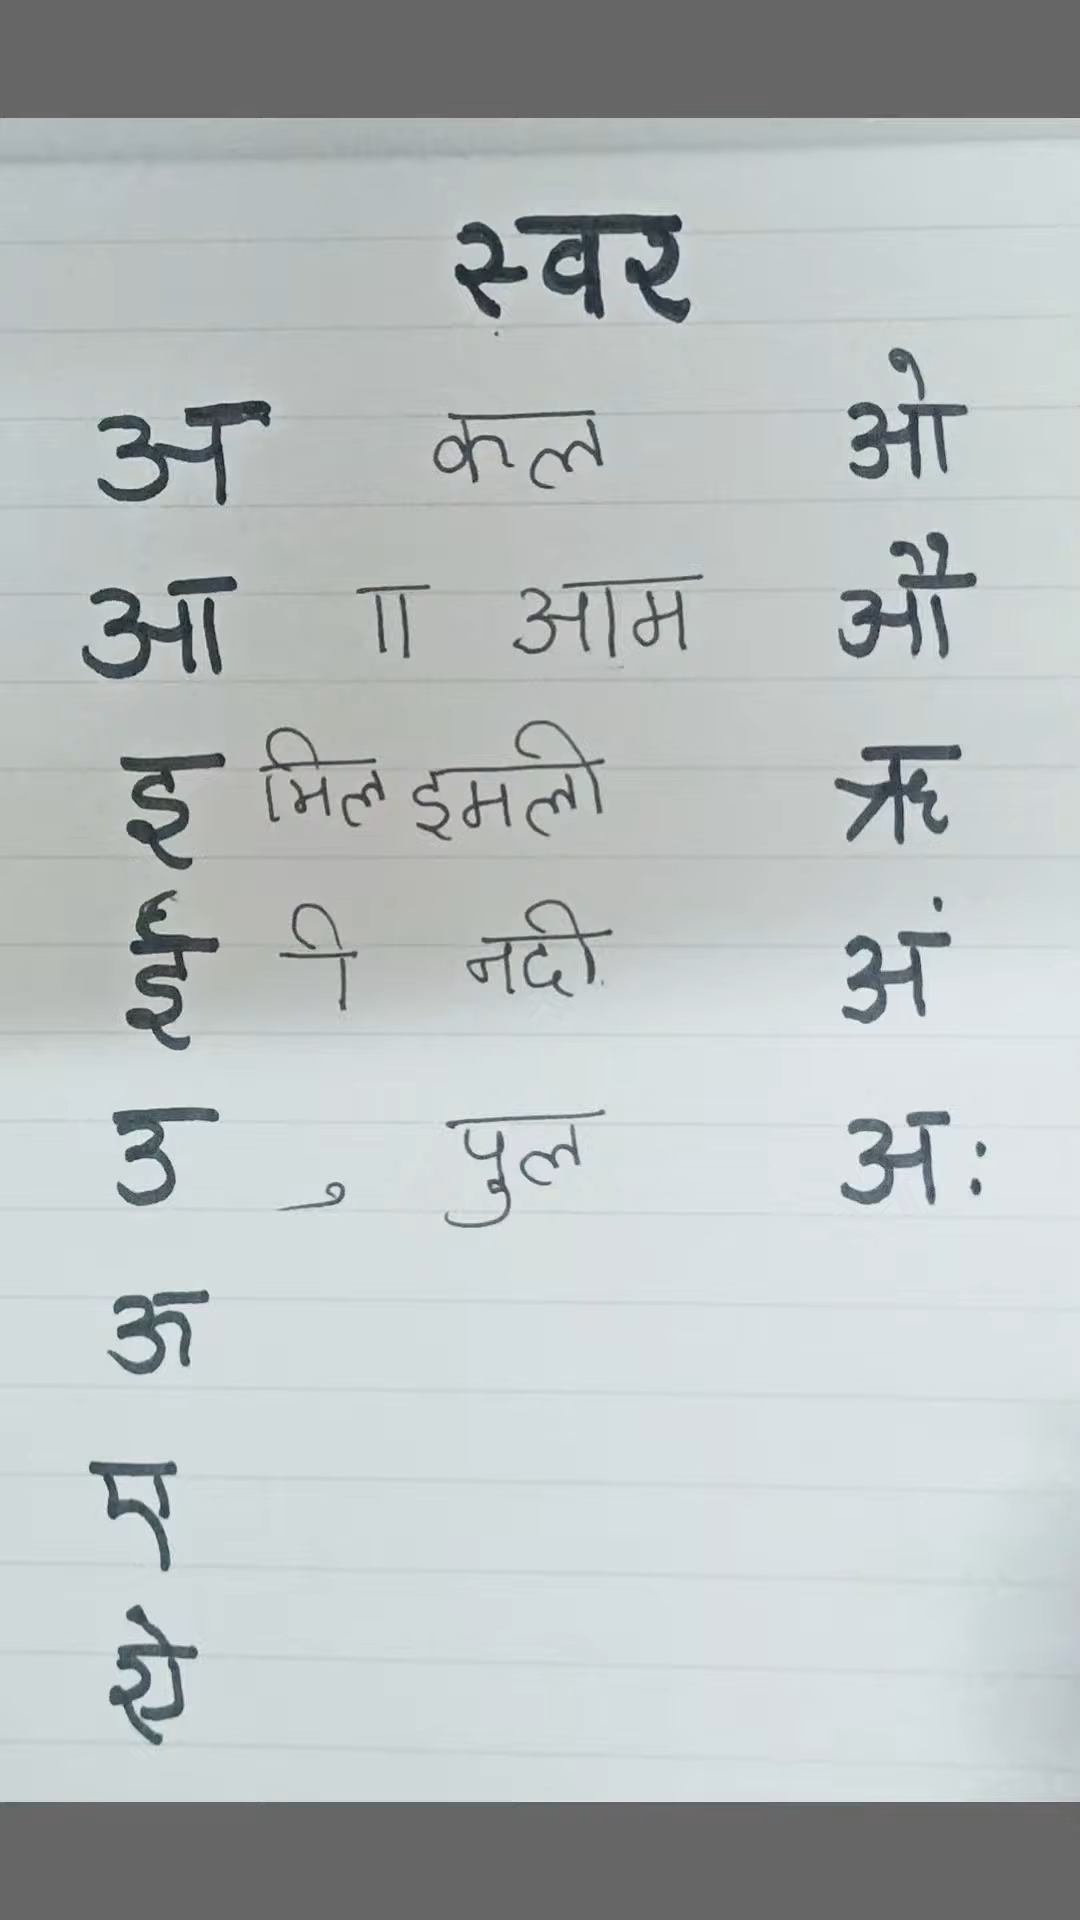 स्वर
अ कल ओ
आ ा आम औ
इ मिल इमली ऋ
ई ी नदी अं
उ ु पुल अः
ऊ
ए
ऐ